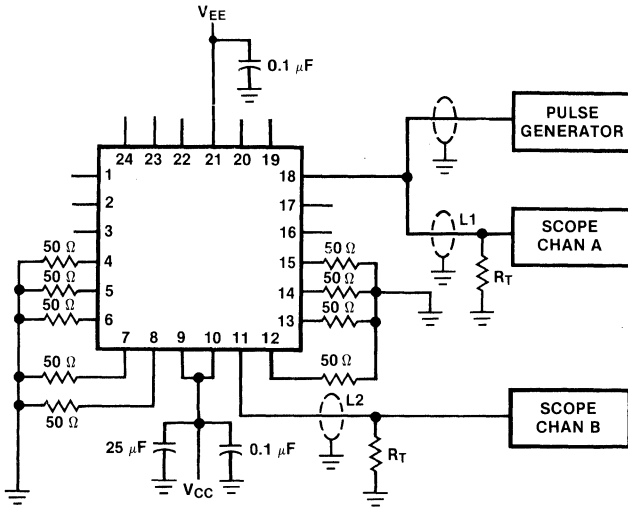 VEE
0.1 μF
PULSE
GENERATOR
24 23 22 21 20 19
1 18
2 17
3 16
L1
SCOPE
CHAN A
50 Ω 4 15 50 Ω
50 Ω 5 14 50 Ω
RT
50 Ω 6 13 50 Ω
7 8 9 10 11 12
50 Ω
50 Ω
L2
SCOPE
CHAN B
50 Ω
25 μF
0.1 μF
RT
VCC